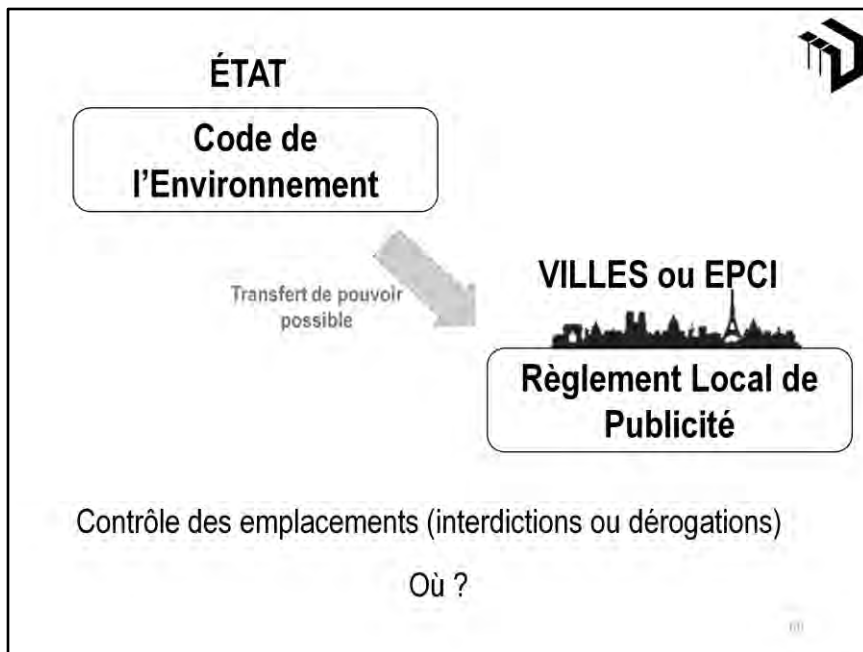 ÉTAT
Code de
l'Environnement
Transfert de pouvoir
possible
VILLES ou EPCI
Règlement Local de
Publicité
Contrôle des emplacements (interdictions ou dérogations)
Où ?